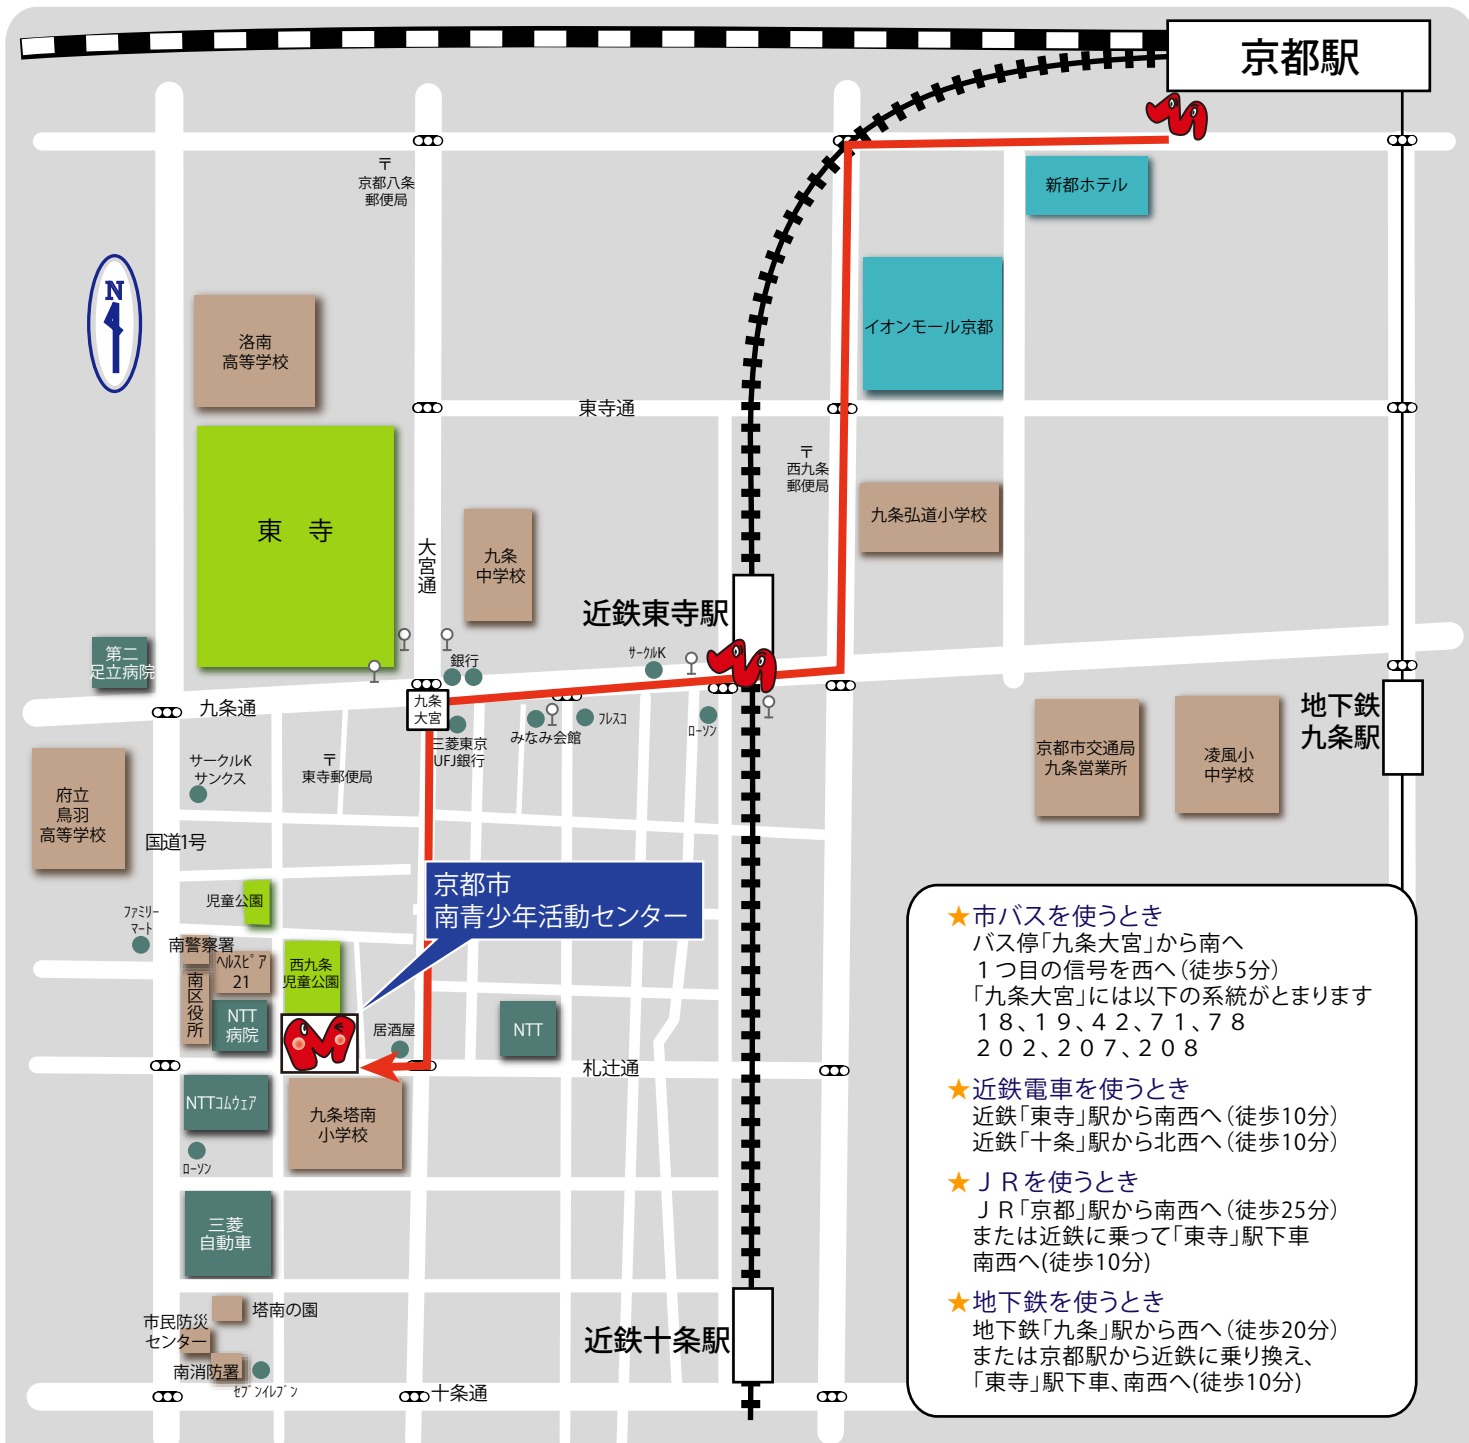 京都駅
〒
京都八条
郵便局
新都ホテル
N
洛南
高等学校
イオンモール京都
東寺通
東　寺
〒
西九条
郵便局
九条弘道小学校
大宮通
九条
中学校
近鉄東寺駅
第二
足立病院
銀行
ｻｰｸﾙK
九条通
九条
大宮
三菱東京
UFJ銀行
みなみ会館
ﾌﾚｽｺ
ﾛｰｿﾝ
地下鉄
九条駅
京都市交通局
九条営業所
凌風小
中学校
サークルK
サンクス
〒
東寺郵便局
府立
鳥羽
高等学校
国道1号
京都市
南青少年活動センター
児童公園
ﾌｧﾐﾘｰ
ﾏｰﾄ
南警察署
ﾍﾙｽﾋﾟｱ
21
西九条
児童公園
南区役所
NTT
病院
居酒屋
NTT
札辻通
NTTｺﾑｳｪｱ
九条塔南
小学校
ﾛｰｿﾝ
三菱
自動車
塔南の園
市民防災
センター
南消防署
ｾﾌﾞﾝｲﾚﾌﾞﾝ
近鉄十条駅
十条通
★市バスを使うとき
バス停「九条大宮」から南へ
１つ目の信号を西へ（徒歩5分）
「九条大宮」には以下の系統がとまります
１８、１９、４２、７１、７８
２０２、２０７、２０８
★近鉄電車を使うとき
近鉄「東寺」駅から南西へ（徒歩10分）
近鉄「十条」駅から北西へ（徒歩10分）
★ＪＲを使うとき
ＪＲ「京都」駅から南西へ（徒歩25分）
または近鉄に乗って「東寺」駅下車
南西へ(徒歩10分)
★地下鉄を使うとき
地下鉄「九条」駅から西へ（徒歩20分）
または京都駅から近鉄に乗り換え、
「東寺」駅下車、南西へ(徒歩10分)